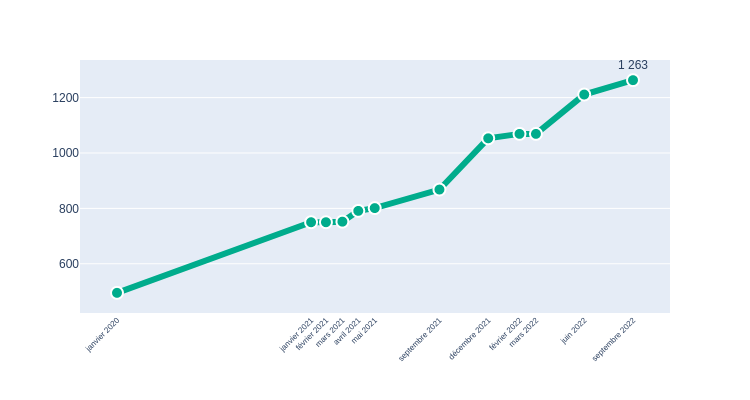 1 263
1200
1000
800
600
janvier 2020
janvier 2021
février 2021
mars 2021
avril 2021
mai 2021
septembre 2021
décembre 2021
février 2022
mars 2022
juin 2022
septembre 2022